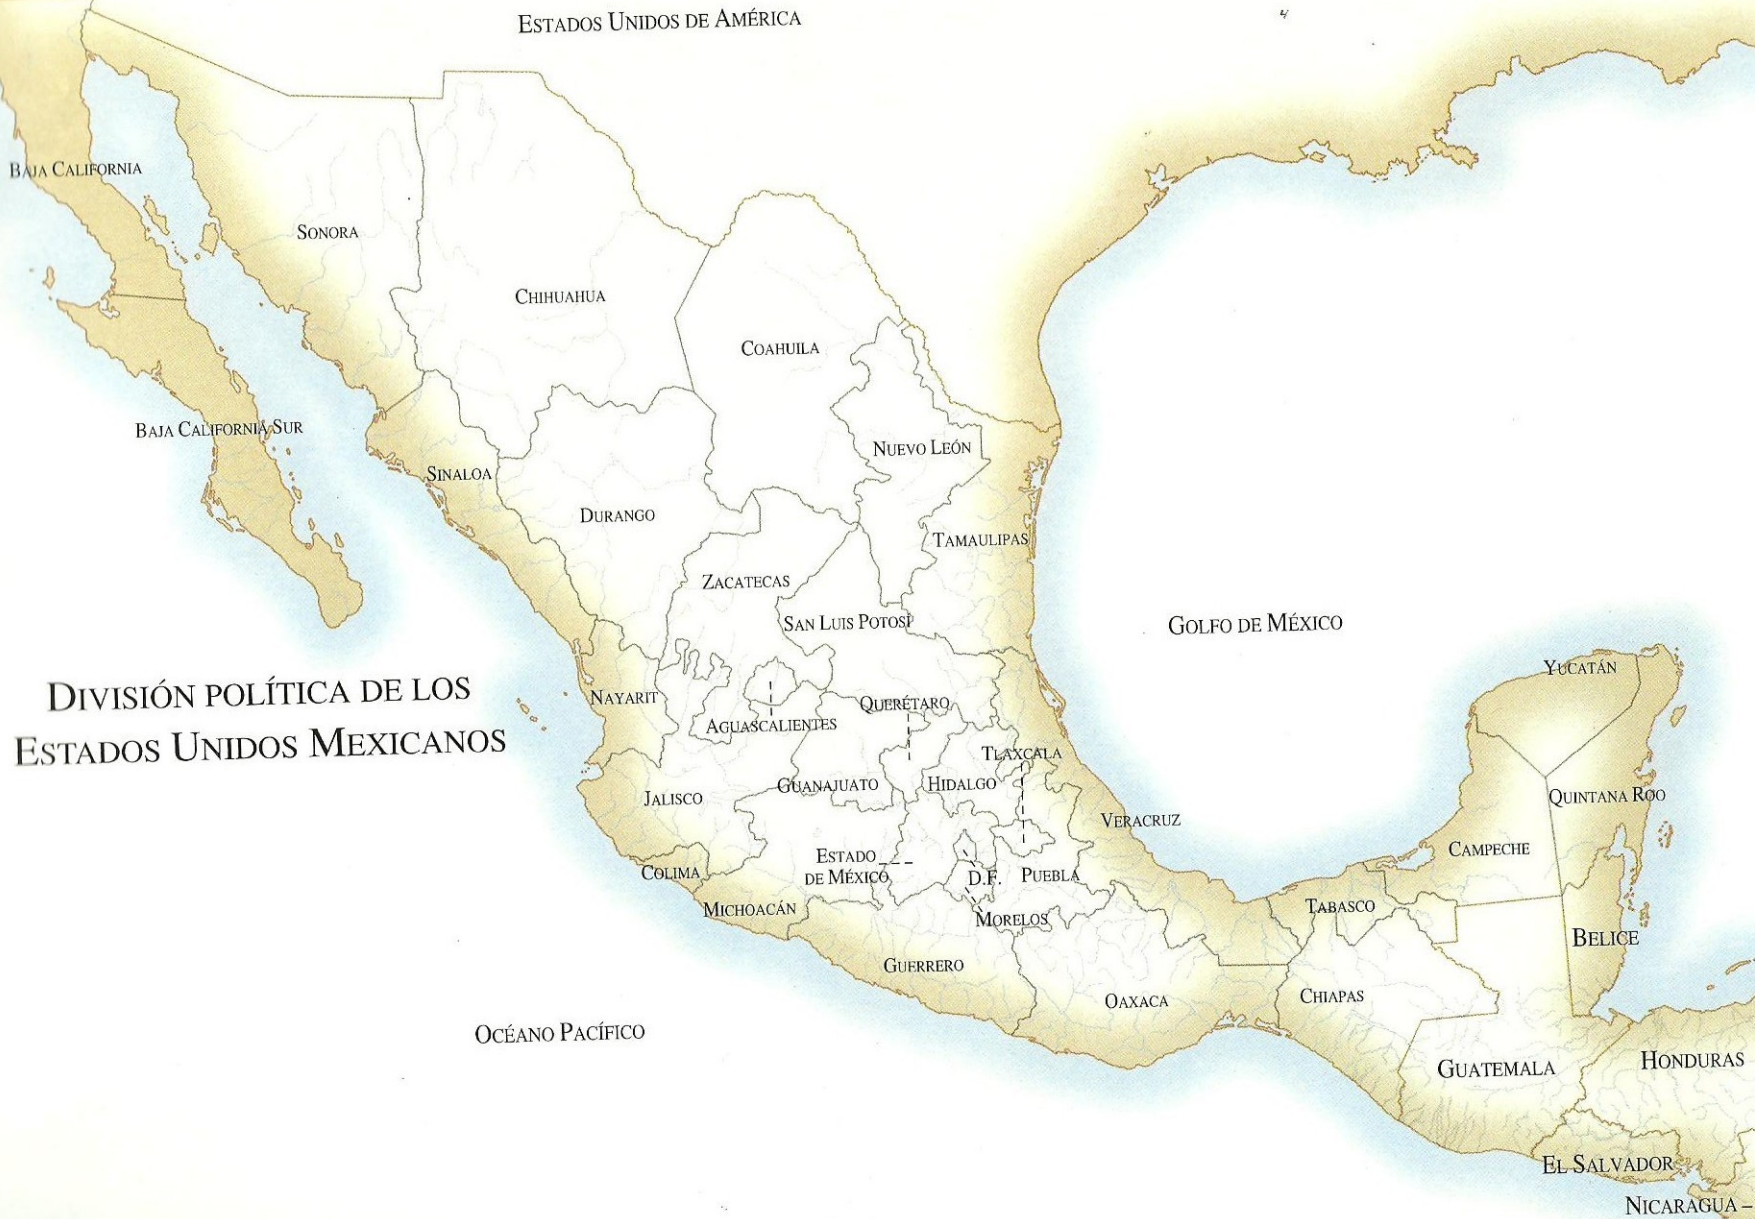 ESTADOS UNIDOS DE AMÉRICA
4
BAJA CALIFORNIA
SONORA
CHIHUAHUA
COAHUILA
BAJA CALIFORNIA SUR
NUEVO LEÓN
SINALOA
DURANGO
TAMAULIPAS
ZACATECAS
SAN LUIS POTOSÍ
GOLFO DE MÉXICO
YUCATÁN
DIVISIÓN POLÍTICA DE LOS
ESTADOS UNIDOS MEXICANOS
NAYARIT
QUERÉTARO
AGUASCALIENTES
TLAXCALA
GUANAJUATO
HIDALGO
JALISCO
QUINTANA ROO
VERACRUZ
CAMPECHE
ESTADO
DE MÉXICO
COLIMA
D.F.
PUEBLA
MICHOACÁN
MORELOS
TABASCO
BELICE
GUERRERO
OAXACA
CHIAPAS
OCÉANO PACÍFICO
GUATEMALA
HONDURAS
EL SALVADOR
NICARAGUA –